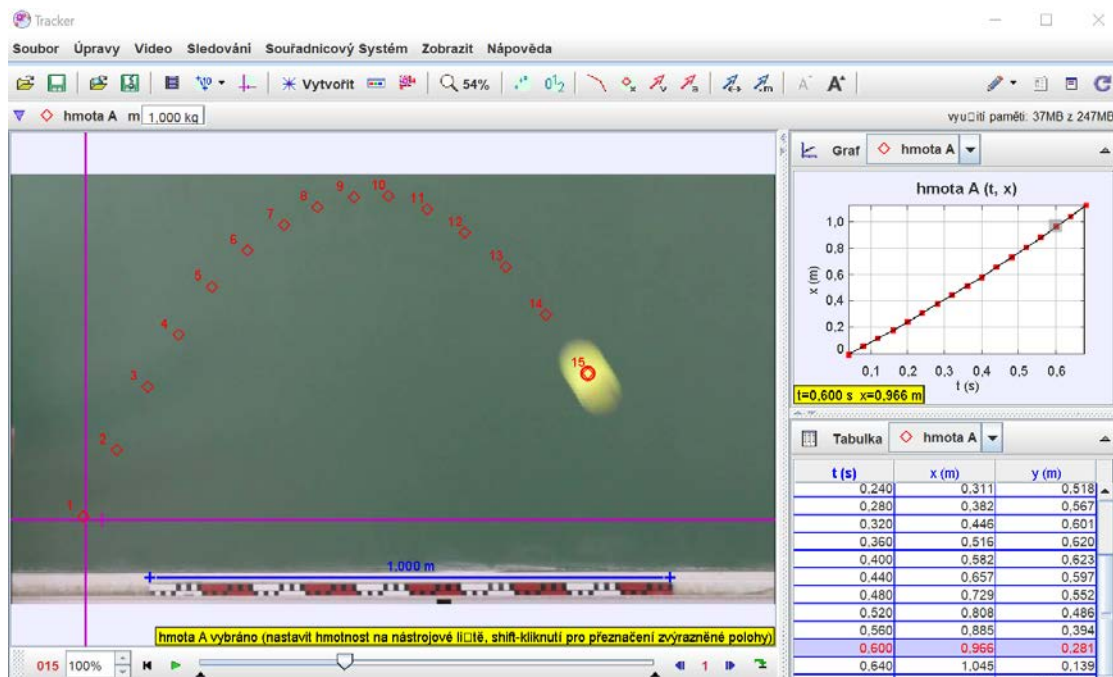 Tracker
Soubor Úpravy Video Sledování Souřadnicový Systém Zobrazit Nápověda
Vytvořit 54%
hmota A m 1,000 kg
vyu□ití paměti: 37MB z 247MB
Graf hmota A
hmota A (t, x)
1,0
0,8
0,6
0,4
0,2
0
x (m)
0,1 0,2 0,3 0,4 0,5 0,6
t (s)
t=0,600 s x=0,966 m
1
2
3
4
5
6
7
8
9
10
11
12
13
14
15
1,000 m
hmota A vybráno (nastavit hmotnost na nástrojové li□tě, shift-kliknutí pro přeznačení zvýrazněné polohy)
015 100% 1
Tabulka hmota A
t (s) x (m) y (m)
0,240 0,311 0,518
0,280 0,382 0,567
0,320 0,446 0,601
0,360 0,516 0,620
0,400 0,582 0,623
0,440 0,657 0,597
0,480 0,729 0,552
0,520 0,808 0,486
0,560 0,885 0,394
0,600 0,966 0,281
0,640 1,045 0,139